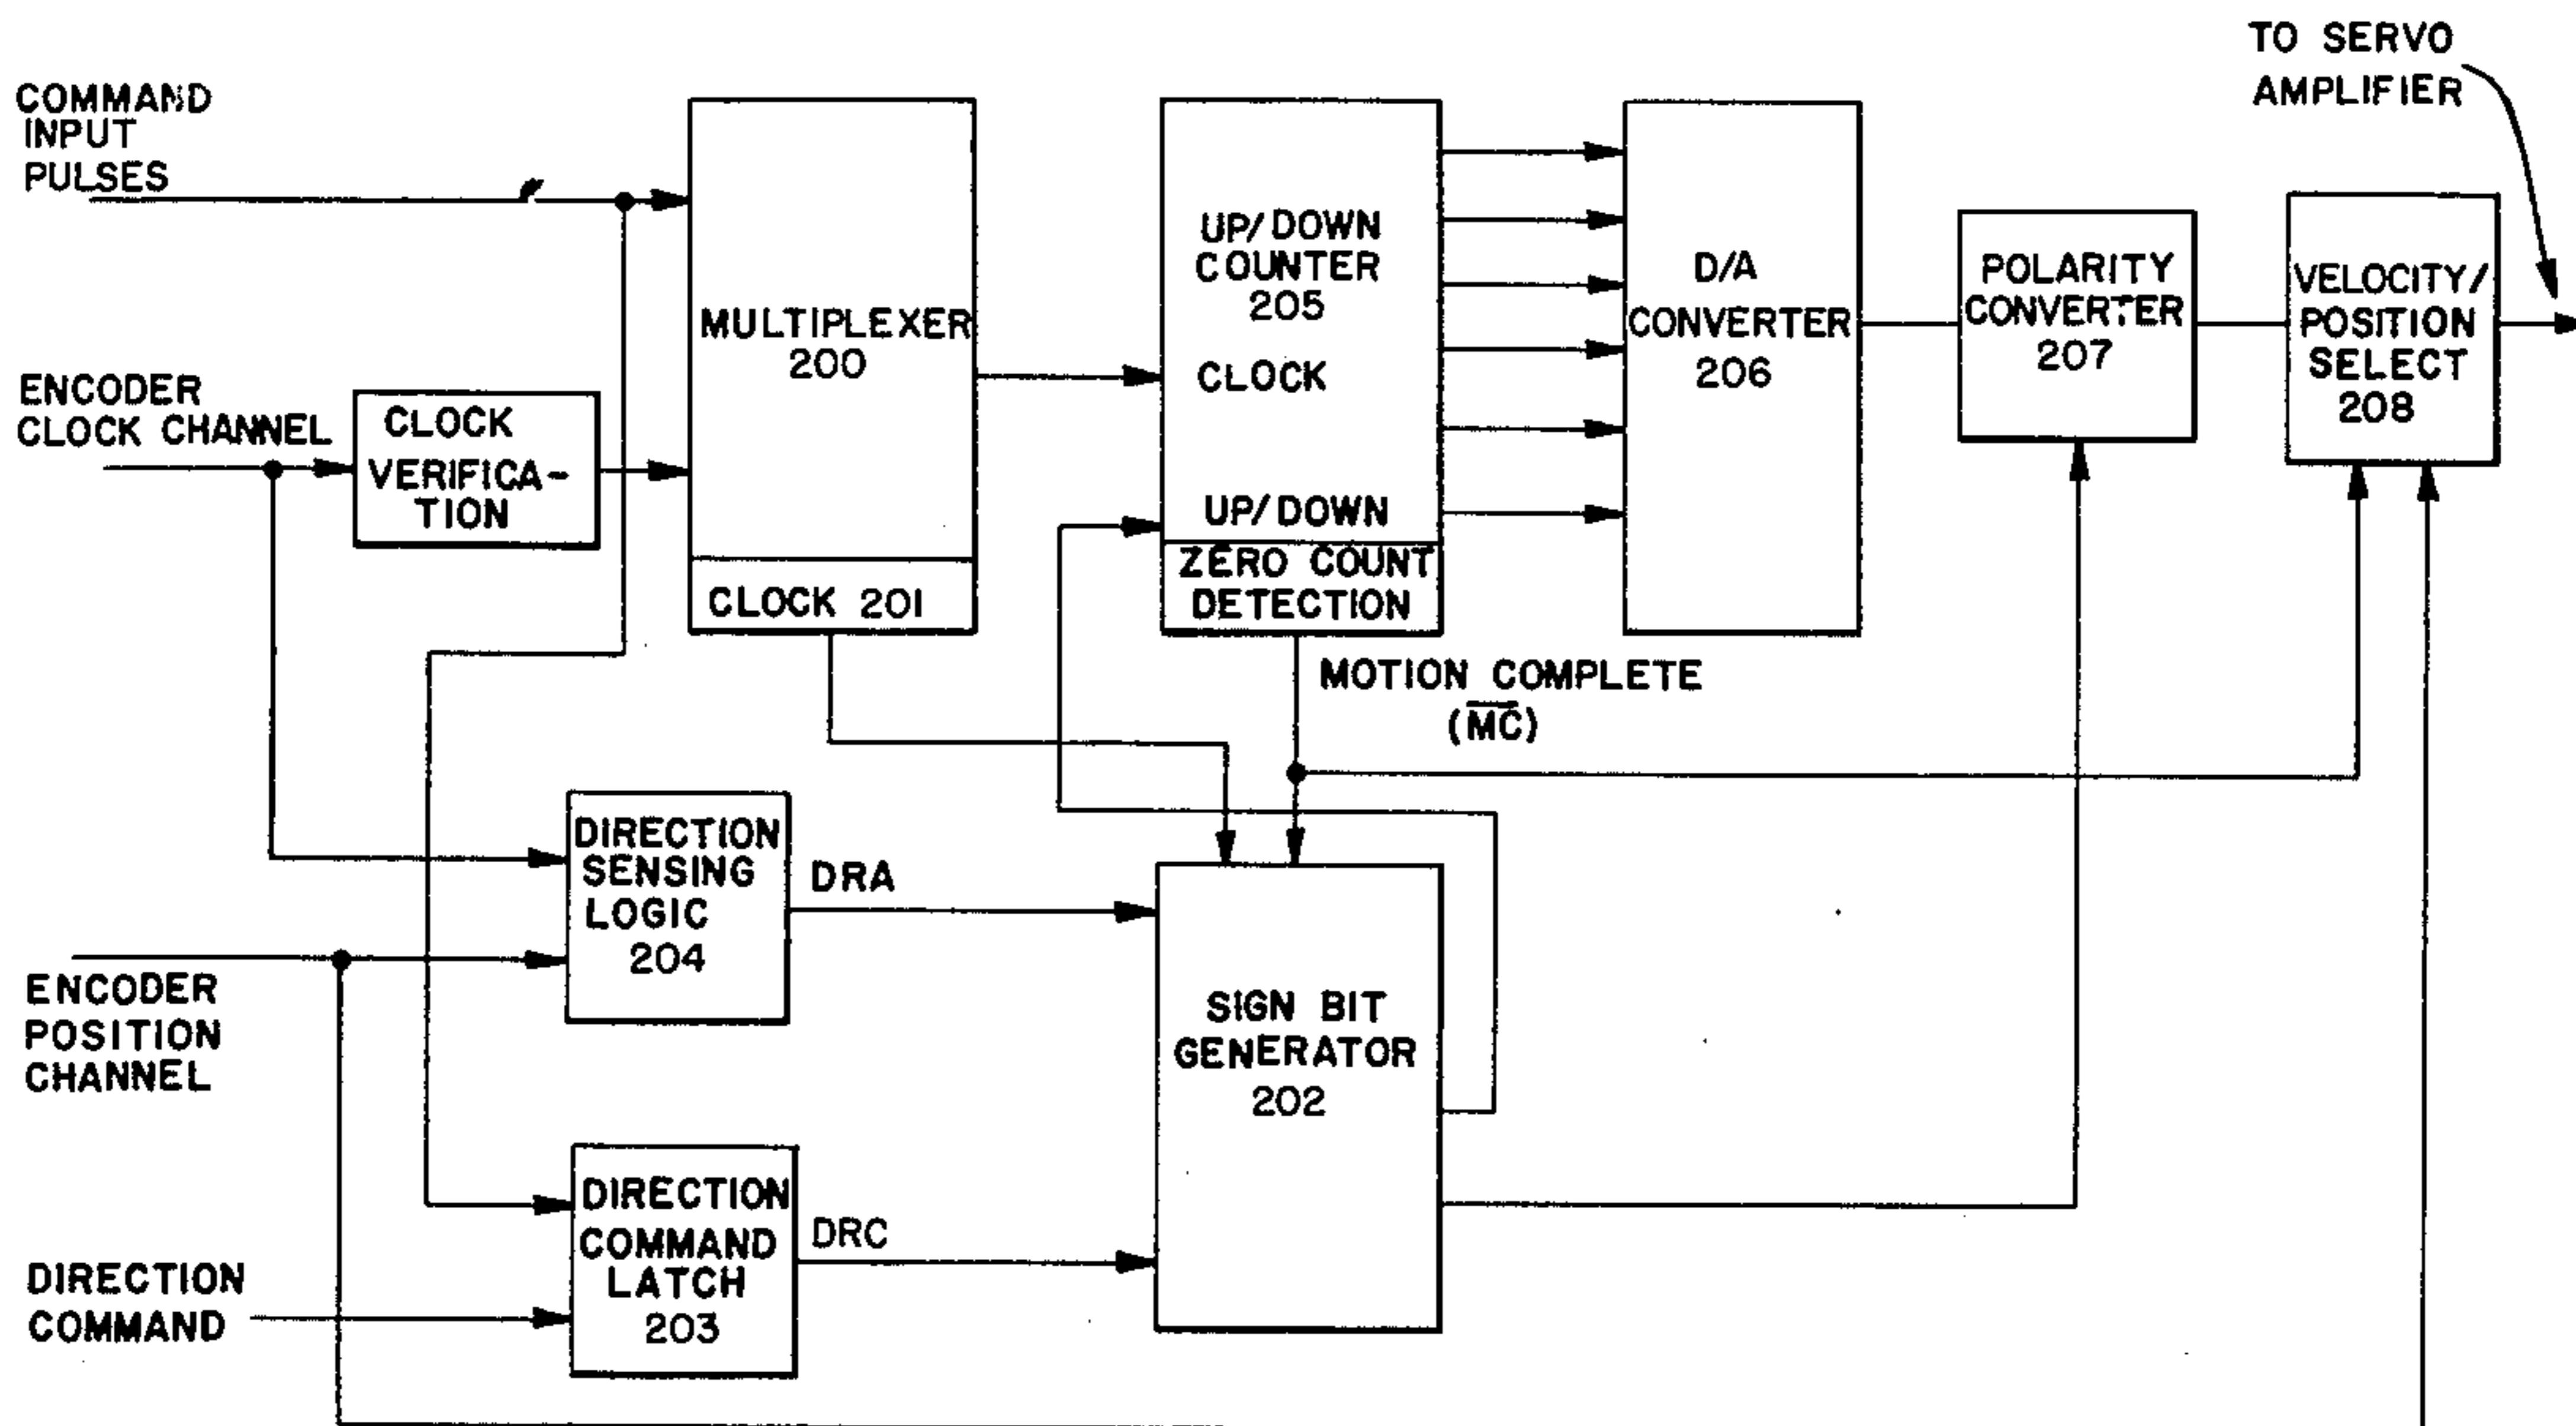 TO SERVO
AMPLIFIER
COMMAND
INPUT
PULSES
MULTIPLEXER
200
CLOCK 201
UP/DOWN
COUNTER
205
CLOCK
UP/DOWN
ZERO COUNT
DETECTION
D/A
CONVERTER
206
POLARITY
CONVERTER
207
VELOCITY/
POSITION
SELECT
208
ENCODER
CLOCK CHANNEL
CLOCK
VERIFICA-
TION
MOTION COMPLETE
(M̅C̅)
DIRECTION
SENSING
LOGIC
204
DRA
ENCODER
POSITION
CHANNEL
SIGN BIT
GENERATOR
202
DIRECTION
COMMAND
LATCH
203
DRC
DIRECTION
COMMAND